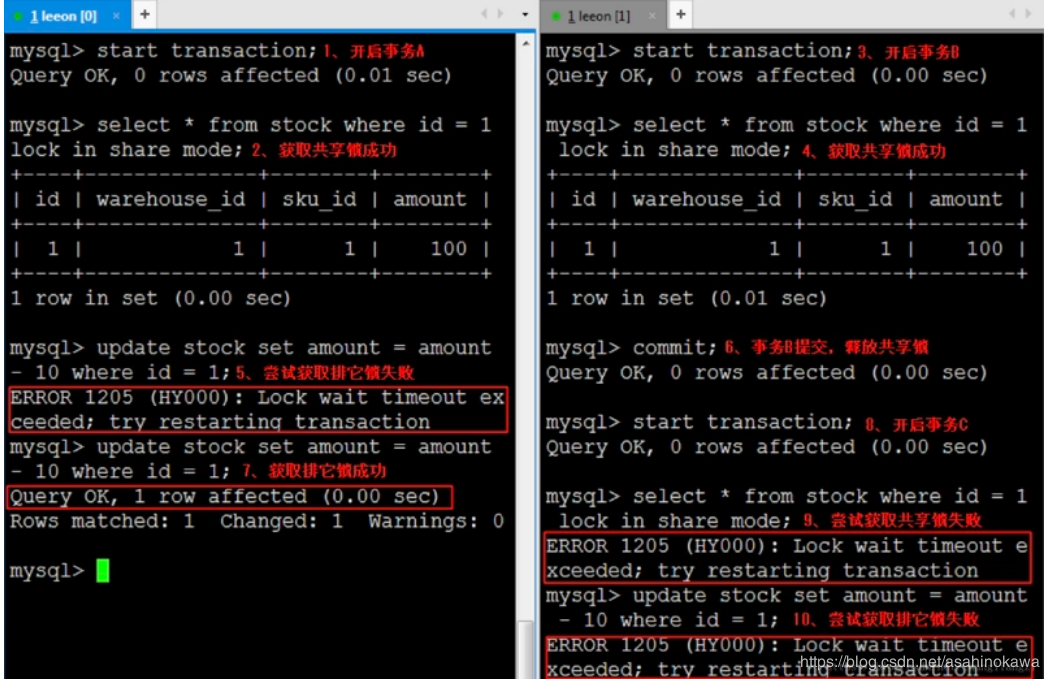 1 leeon [0] × +
mysql> start transaction; 1、开启事务A
Query OK, 0 rows affected (0.01 sec)
mysql> select * from stock where id = 1
lock in share mode; 2、获取共享锁成功
+----+--------------+--------+--------+
| id | warehouse_id | sku_id | amount |
+----+--------------+--------+--------+
| 1 | 1 | 1 | 100 |
+----+--------------+--------+--------+
1 row in set (0.00 sec)
mysql> update stock set amount = amount
- 10 where id = 1; 5、尝试获取排它锁失败
ERROR 1205 (HY000): Lock wait timeout ex
ceeded; try restarting transaction
mysql> update stock set amount = amount
- 10 where id = 1; 7、获取排它锁成功
Query OK, 1 row affected (0.00 sec)
Rows matched: 1 Changed: 1 Warnings: 0
mysql>
1 leeon [1] × +
mysql> start transaction; 3、开启事务B
Query OK, 0 rows affected (0.00 sec)
mysql> select * from stock where id = 1
lock in share mode; 4、获取共享锁成功
+----+--------------+--------+--------+
| id | warehouse_id | sku_id | amount |
+----+--------------+--------+--------+
| 1 | 1 | 1 | 100 |
+----+--------------+--------+--------+
1 row in set (0.01 sec)
mysql> commit; 6、事务B提交，释放共享锁
Query OK, 0 rows affected (0.00 sec)
mysql> start transaction; 8、开启事务C
Query OK, 0 rows affected (0.00 sec)
mysql> select * from stock where id = 1
lock in share mode; 9、尝试获取共享锁失败
ERROR 1205 (HY000): Lock wait timeout e
xceeded; try restarting transaction
mysql> update stock set amount = amount
- 10 where id = 1; 10、尝试获取排它锁失败
ERROR 1205 (HY000): Lock wait timeout e
xceeded; try restarting transaction
https://blog.csdn.net/asahinokawa